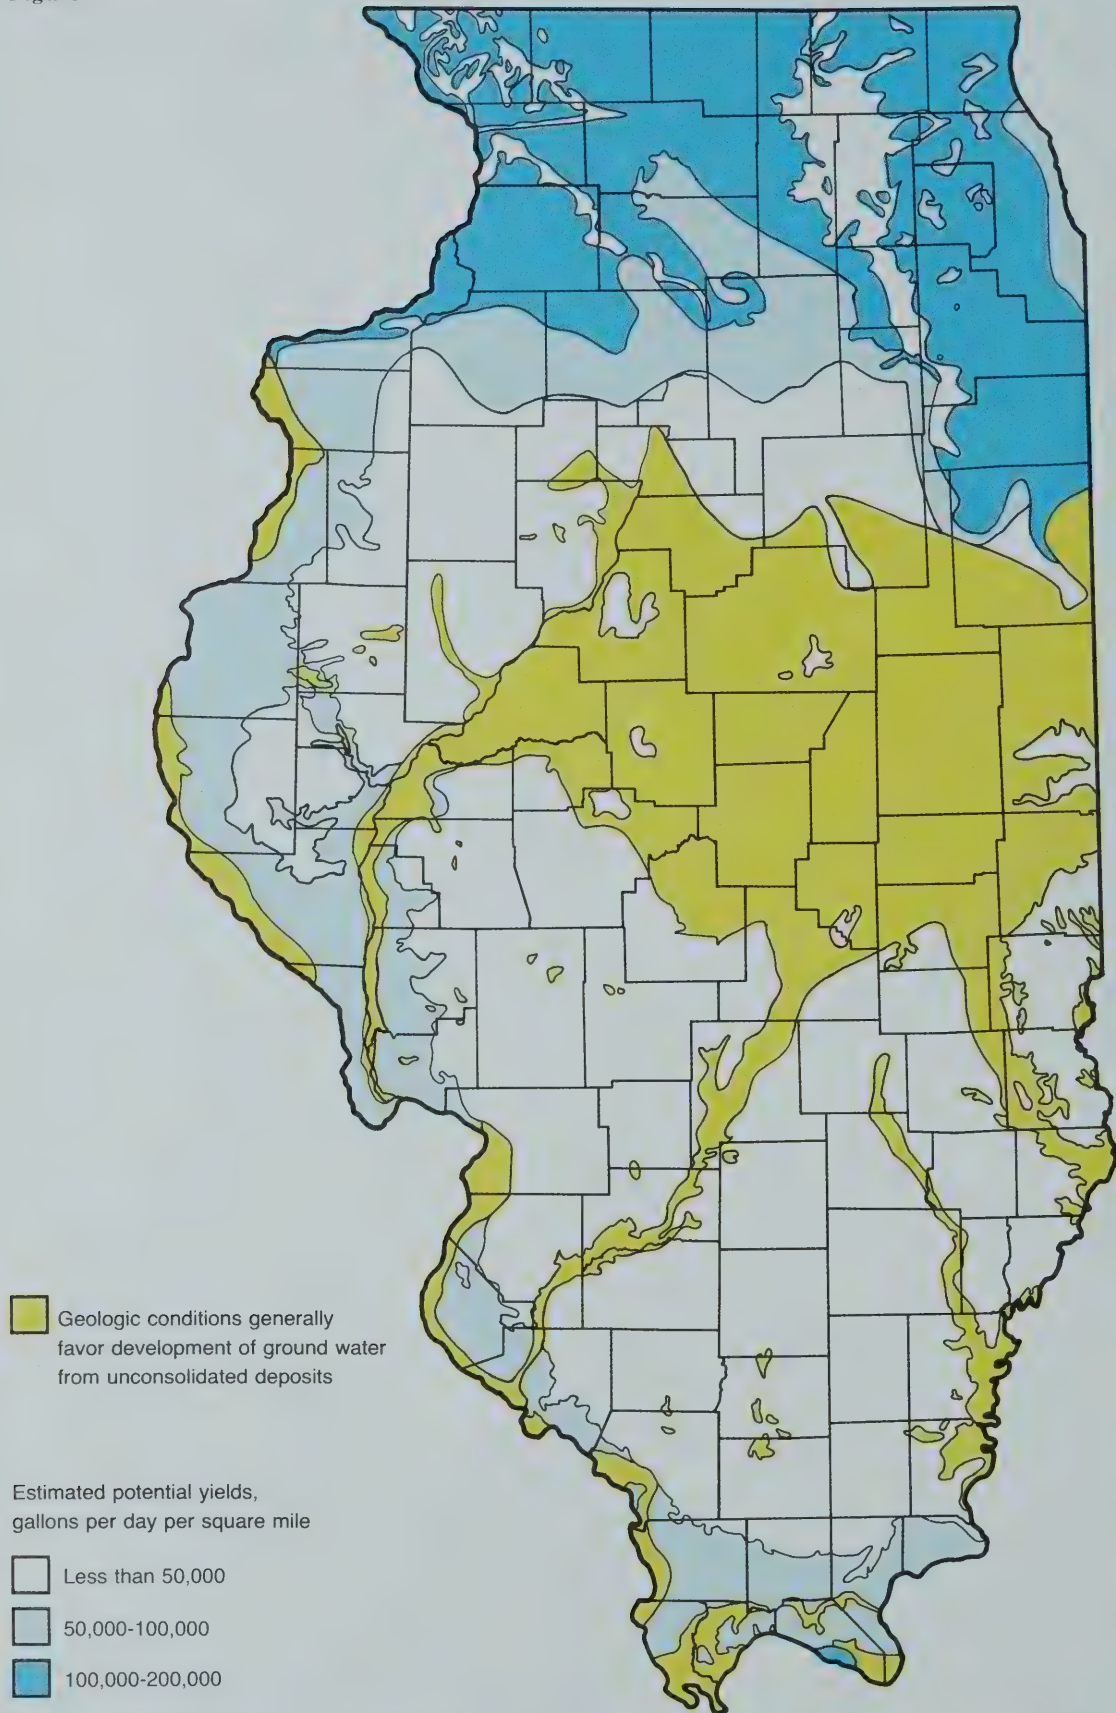 Geologic conditions generally
favor development of ground water
from unconsolidated deposits
Estimated potential yields,
gallons per day per square mile
Less than 50,000
50,000-100,000
100,000-200,000